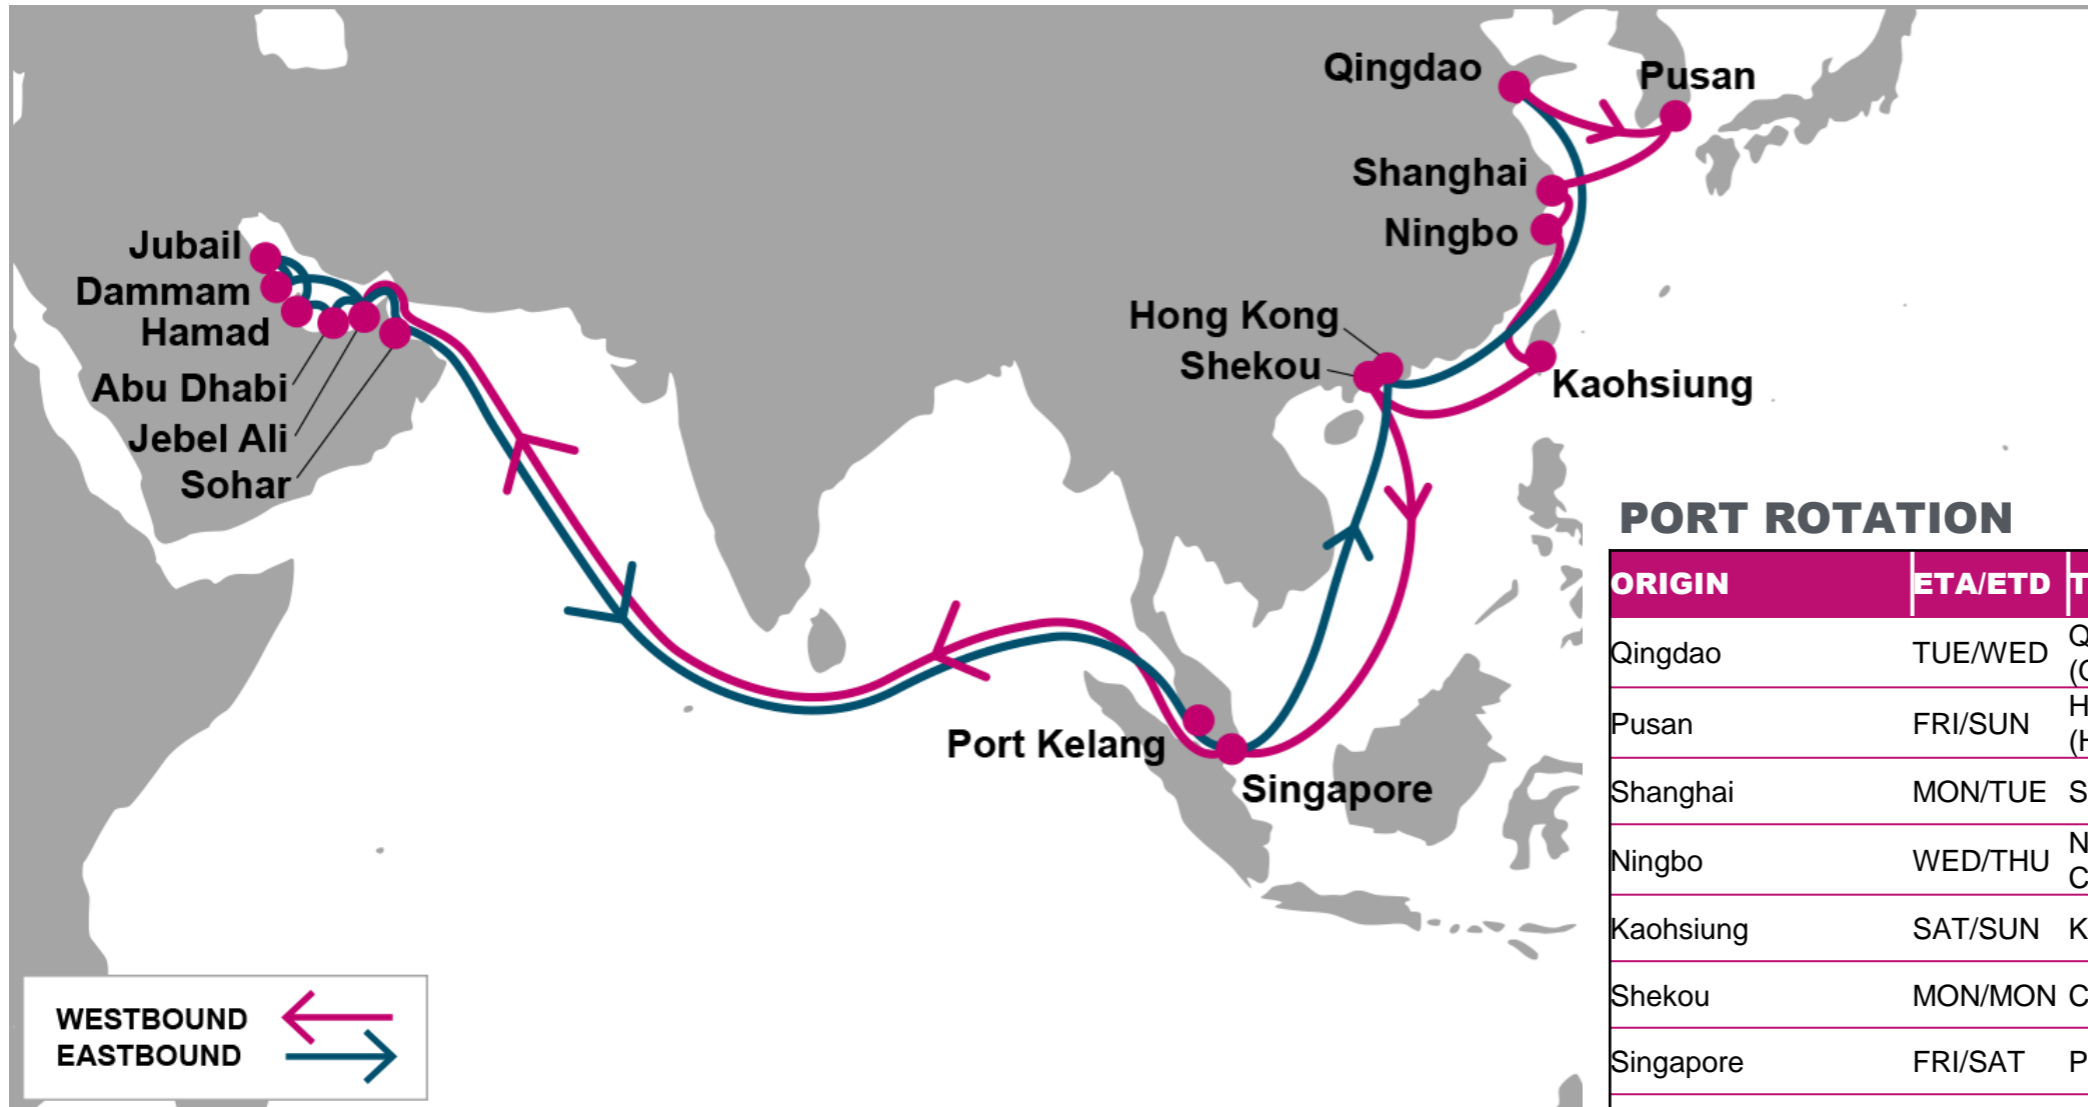 Qingdao
Pusan
Shanghai
Ningbo
Jubail
Dammam
Hamad
Abu Dhabi
Jebel Ali
Sohar
Hong Kong
Shekou
Kaohsiung
Port Kelang
Singapore
WESTBOUND
EASTBOUND
PORT ROTATION
ORIGIN ETA/ETD
Qingdao TUE/WED
Pusan FRI/SUN
Shanghai MON/TUE
Ningbo WED/THU
Kaohsiung SAT/SUN
Shekou MON/MON
Singapore FRI/SAT